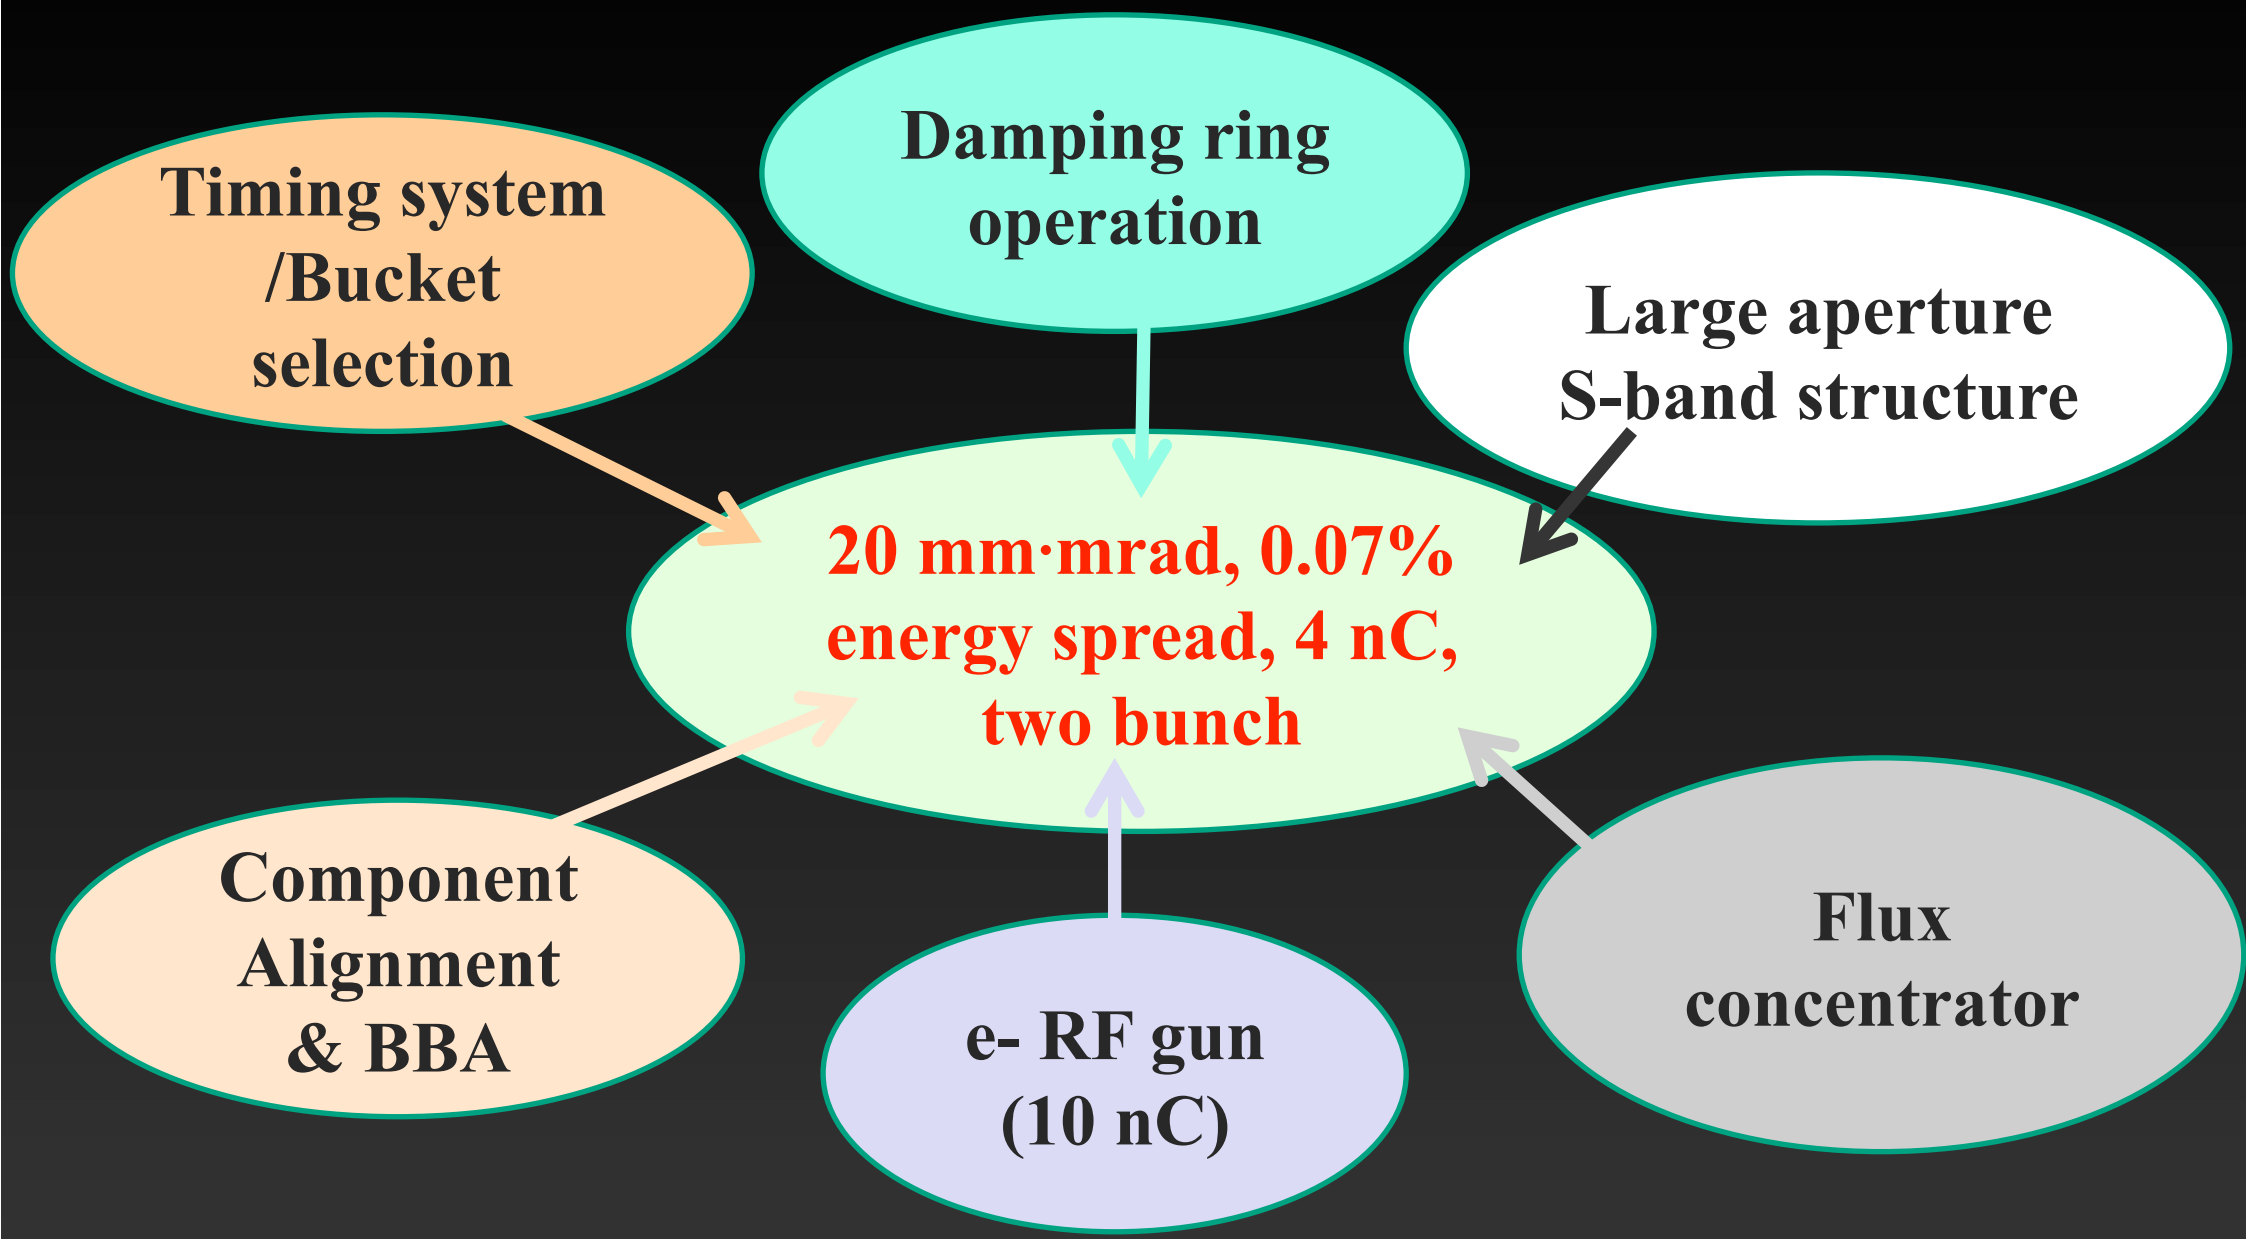 Damping ring
operation
Timing system
/Bucket
selection
Large aperture
S-band structure
20 mm·mrad, 0.07%
energy spread, 4 nC,
two bunch
Component
Alignment
& BBA
e- RF gun
(10 nC)
Flux
concentrator